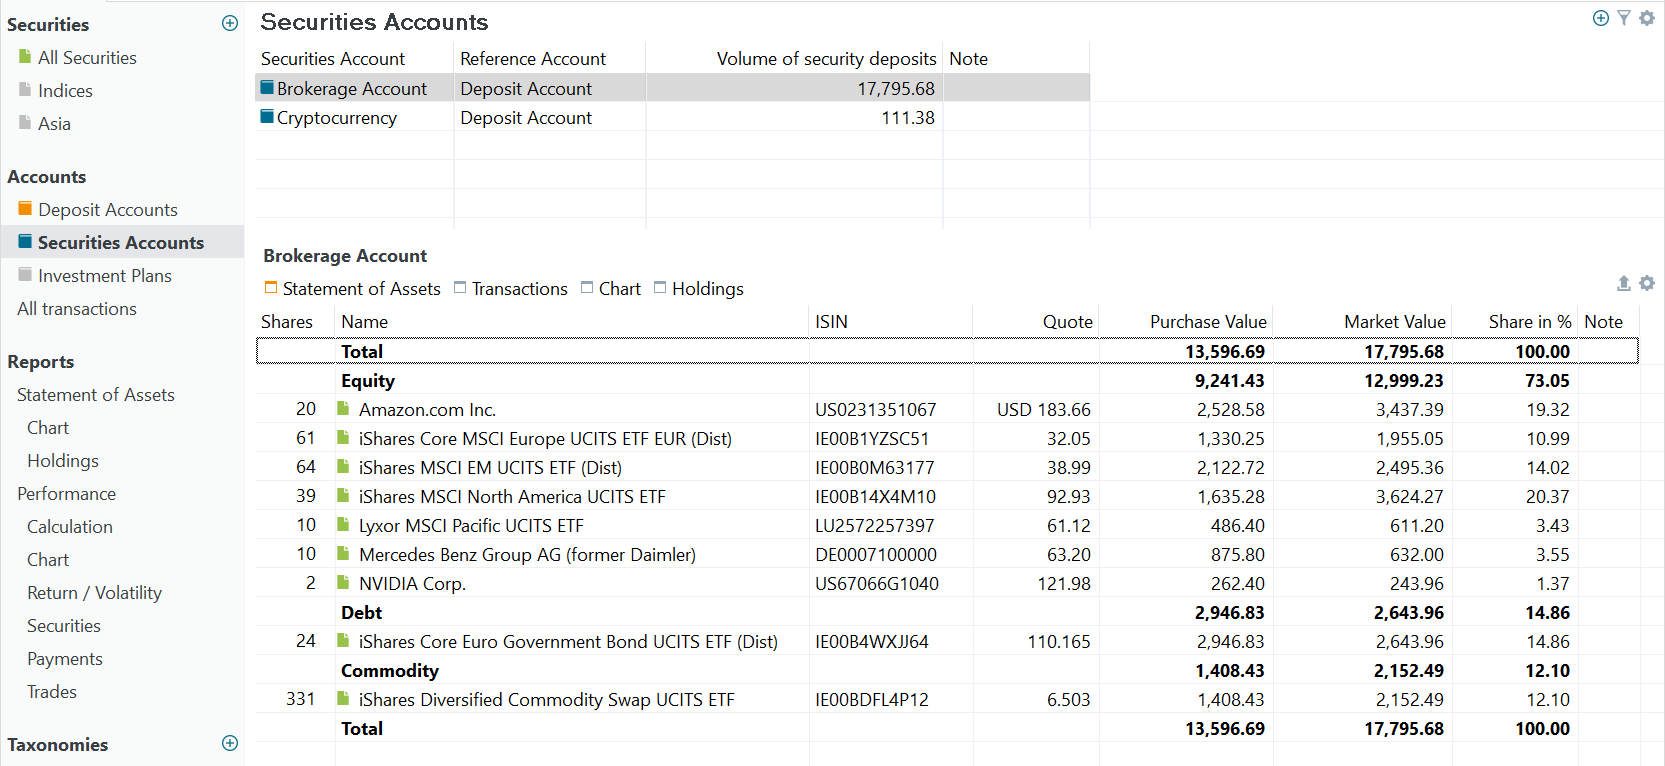 Securities
All Securities
Indices
Asia
Accounts
Deposit Accounts
Securities Accounts
Investment Plans
All transactions
Reports
Statement of Assets
Chart
Holdings
Performance
Calculation
Chart
Return / Volatility
Securities
Payments
Trades
Taxonomies
Securities Accounts
Securities Account Reference Account Volume of security deposits Note
Brokerage Account Deposit Account 17,795.68
Cryptocurrency Deposit Account 111.38
Brokerage Account
Statement of Assets Transactions Chart Holdings
Shares Name ISIN Quote Purchase Value Market Value Share in % Note
Total 13,596.69 17,795.68 100.00
Equity 9,241.43 12,999.23 73.05
20 Amazon.com Inc. US0231351067 USD 183.66 2,528.58 3,437.39 19.32
61 iShares Core MSCI Europe UCITS ETF EUR (Dist) IE00B1YZSC51 32.05 1,330.25 1,955.05 10.99
64 iShares MSCI EM UCITS ETF (Dist) IE00B0M63177 38.99 2,122.72 2,495.36 14.02
39 iShares MSCI North America UCITS ETF IE00B14X4M10 92.93 1,635.28 3,624.27 20.37
10 Lyxor MSCI Pacific UCITS ETF LU2572257397 61.12 486.40 611.20 3.43
10 Mercedes Benz Group AG (former Daimler) DE0007100000 63.20 875.80 632.00 3.55
2 NVIDIA Corp. US67066G1040 121.98 262.40 243.96 1.37
Debt 2,946.83 2,643.96 14.86
24 iShares Core Euro Government Bond UCITS ETF (Dist) IE00B4WXJJ64 110.165 2,946.83 2,643.96 14.86
Commodity 1,408.43 2,152.49 12.10
331 iShares Diversified Commodity Swap UCITS ETF IE00BDFL4P12 6.503 1,408.43 2,152.49 12.10
Total 13,596.69 17,795.68 100.00